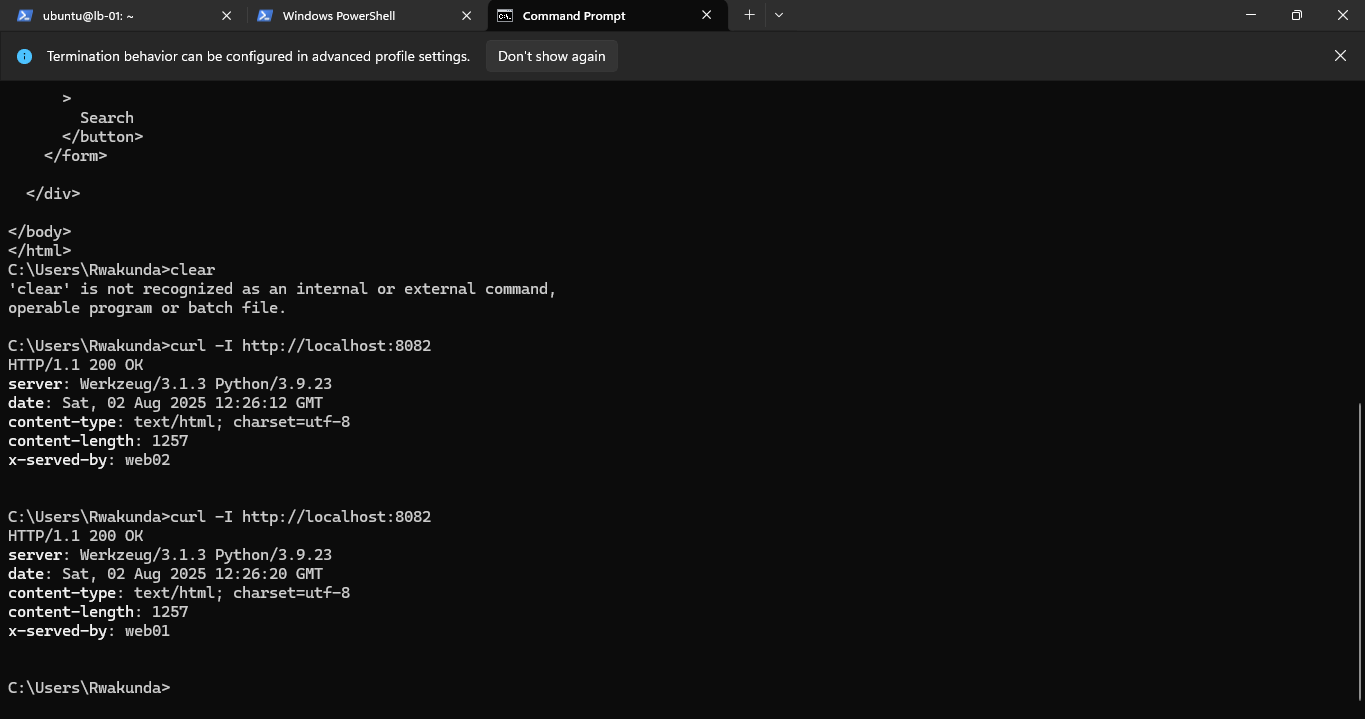 ubuntu@lb-01: ~
Windows PowerShell
Command Prompt
Termination behavior can be configured in advanced profile settings.
Don't show again
>
Search
</button>
</form>
</div>
</body>
</html>
C:\Users\Rwakunda>clear
'clear' is not recognized as an internal or external command,
operable program or batch file.
C:\Users\Rwakunda>curl -I http://localhost:8082
HTTP/1.1 200 OK
server: Werkzeug/3.1.3 Python/3.9.23
date: Sat, 02 Aug 2025 12:26:12 GMT
content-type: text/html; charset=utf-8
content-length: 1257
x-served-by: web02
C:\Users\Rwakunda>curl -I http://localhost:8082
HTTP/1.1 200 OK
server: Werkzeug/3.1.3 Python/3.9.23
date: Sat, 02 Aug 2025 12:26:20 GMT
content-type: text/html; charset=utf-8
content-length: 1257
x-served-by: web01
C:\Users\Rwakunda>